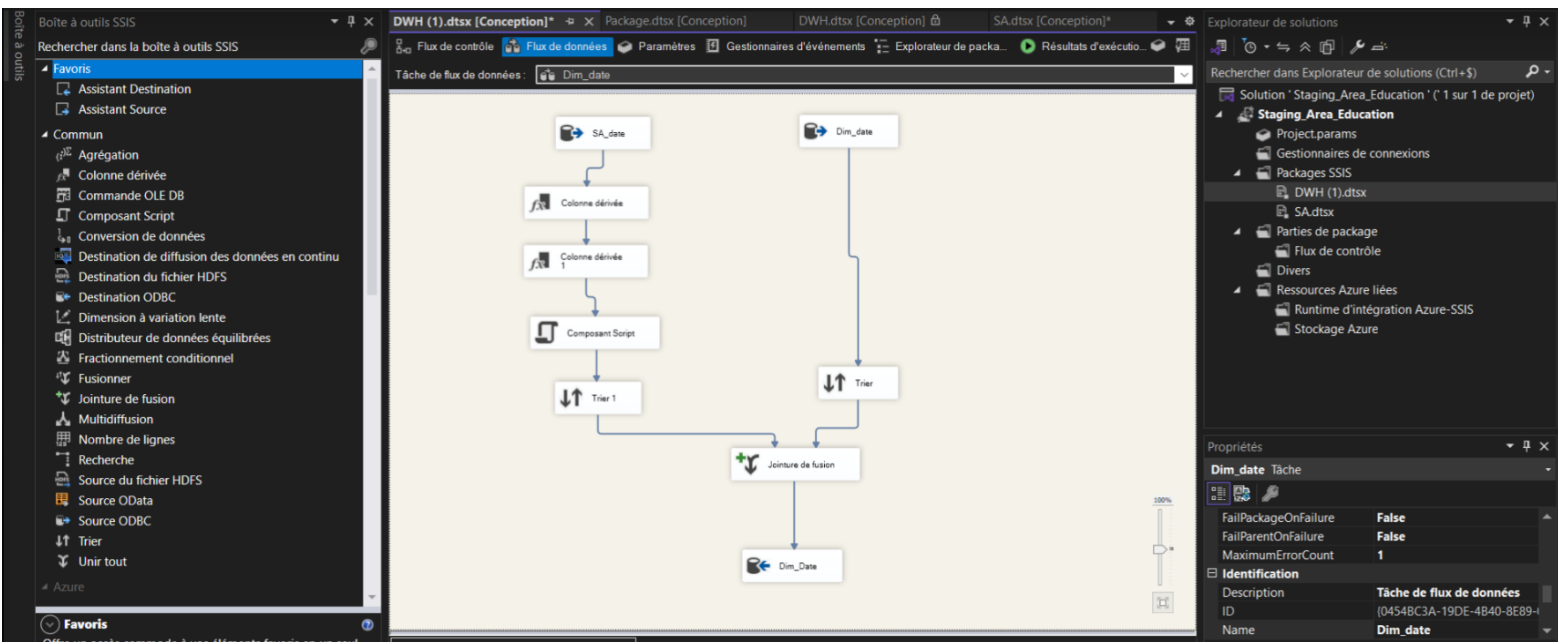 Boîte à outils
Boîte à outils SSIS
Rechercher dans la boîte à outils SSIS
Favoris
Assistant Destination
Assistant Source
Commun
Agrégation
Colonne dérivée
Commande OLE DB
Composant Script
Conversion de données
Destination de diffusion des données en continu
Destination du fichier HDFS
Destination ODBC
Dimension à variation lente
Distributeur de données équilibrées
Fractionnement conditionnel
Fusionner
Jointure de fusion
Multidiffusion
Nombre de lignes
Recherche
Source du fichier HDFS
Source OData
Source ODBC
Trier
Unir tout
Azure
Favoris
DWH (1).dtsx [Conception]* Package.dtsx [Conception] DWH.dtsx [Conception] SA.dtsx [Conception]*
Flux de contrôle Flux de données Paramètres Gestionnaires d'événements Explorateur de packa... Résultats d'exécutio...
Tâche de flux de données : Dim_date
SA_date
Dim_date
Colonne dérivée
Colonne dérivée
1
Composant Script
Trier
Trier 1
Jointure de fusion
100%
Dim_Date
Explorateur de solutions
Rechercher dans Explorateur de solutions (Ctrl+$)
Solution ' Staging_Area_Education ' (' 1 sur 1 de projet)
Staging_Area_Education
Project.params
Gestionnaires de connexions
Packages SSIS
DWH (1).dtsx
SA.dtsx
Parties de package
Flux de contrôle
Divers
Ressources Azure liées
Runtime d'intégration Azure-SSIS
Stockage Azure
Propriétés
Dim_date Tâche
FailPackageOnFailure False
FailParentOnFailure False
MaximumErrorCount 1
Identification
Description Tâche de flux de données
ID {0454BC3A-19DE-4B40-8E89-
Name Dim_date